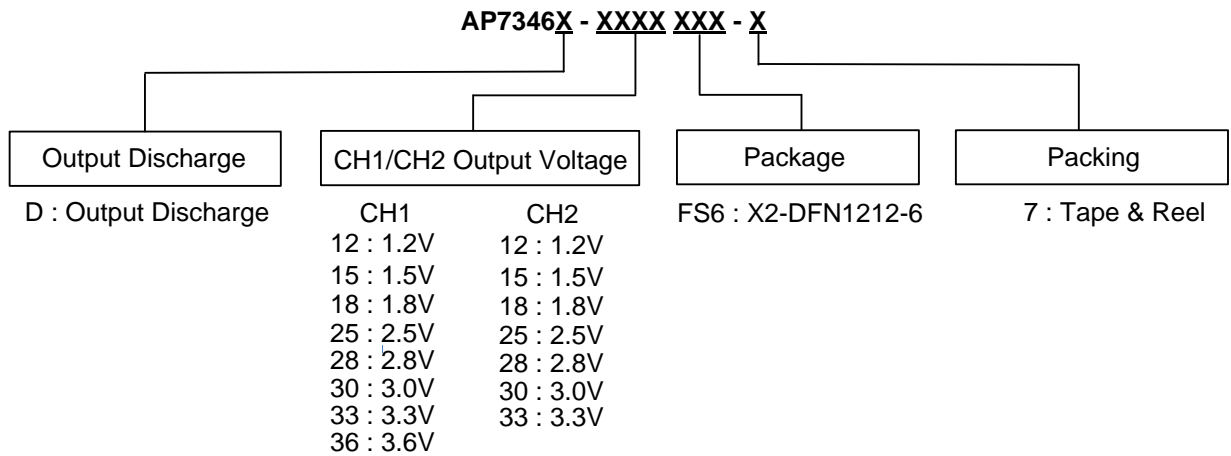 AP7346X - XXXX XXX - X
Output Discharge
D : Output Discharge
CH1/CH2 Output Voltage
CH1 CH2
12 : 1.2V 12 : 1.2V
15 : 1.5V 15 : 1.5V
18 : 1.8V 18 : 1.8V
25 : 2.5V 25 : 2.5V
28 : 2.8V 28 : 2.8V
30 : 3.0V 30 : 3.0V
33 : 3.3V 33 : 3.3V
36 : 3.6V
Package
FS6 : X2-DFN1212-6
Packing
7 : Tape & Reel